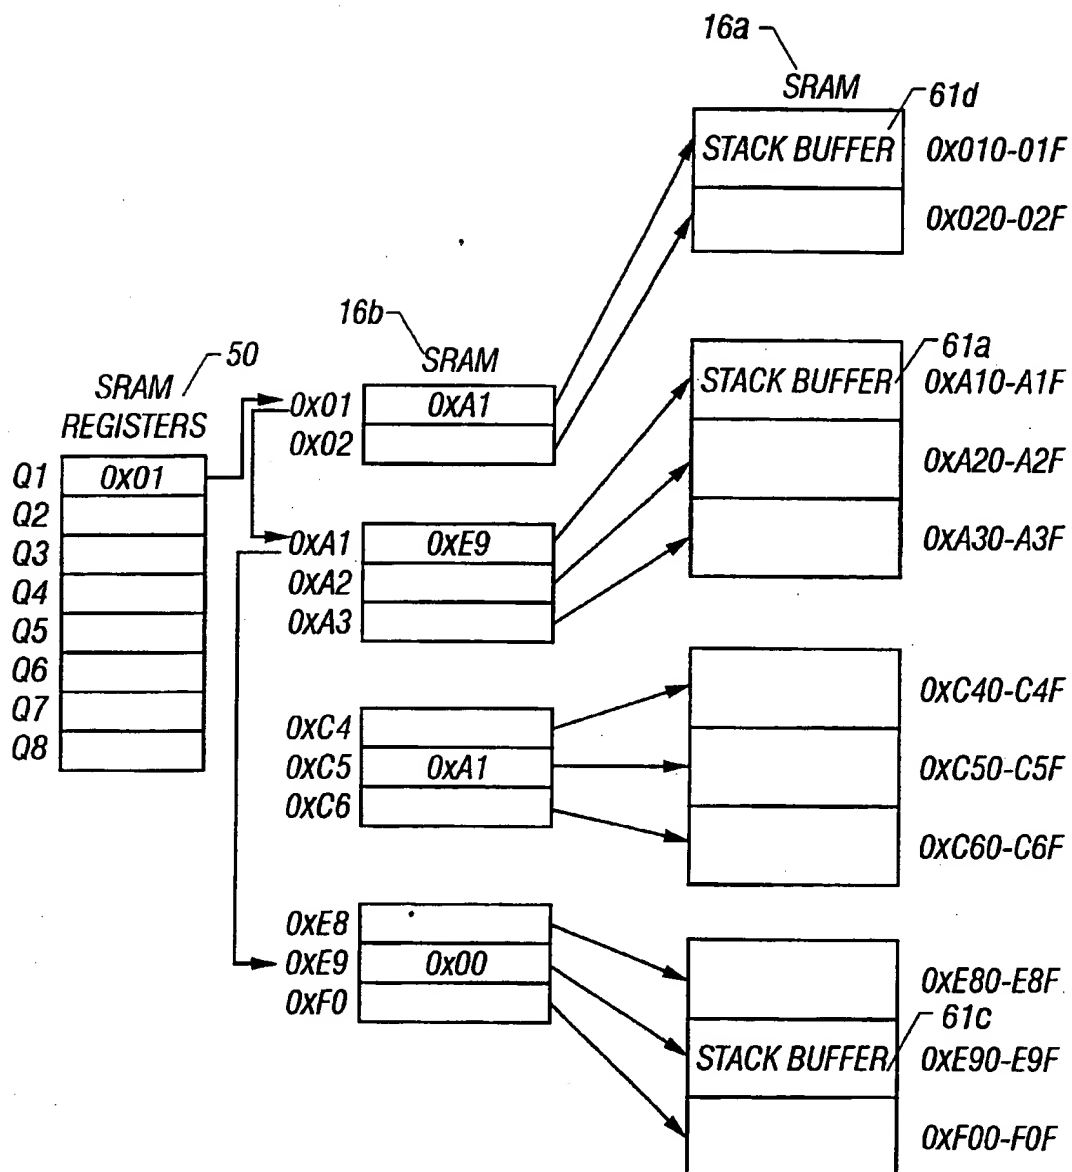 16a
SRAM
61d
STACK BUFFER 0X010-01F
0X020-02F
16b
SRAM
50
SRAM
REGISTERS
61a
STACK BUFFER 0XA10-A1F
0X01 0XA1
0X02
0XA20-A2F
Q1 0X01
Q2
Q3
Q4
Q5
Q6
Q7
Q8
0XA1 0XE9
0XA2
0XA3
0XA30-A3F
0XC4
0XC5 0XA1
0XC6
0XC40-C4F
0XC50-C5F
0XC60-C6F
0XE8
0XE9 0X00
0XF0
0XE80-E8F
61c
STACK BUFFER 0XE90-E9F
0XF00-F0F